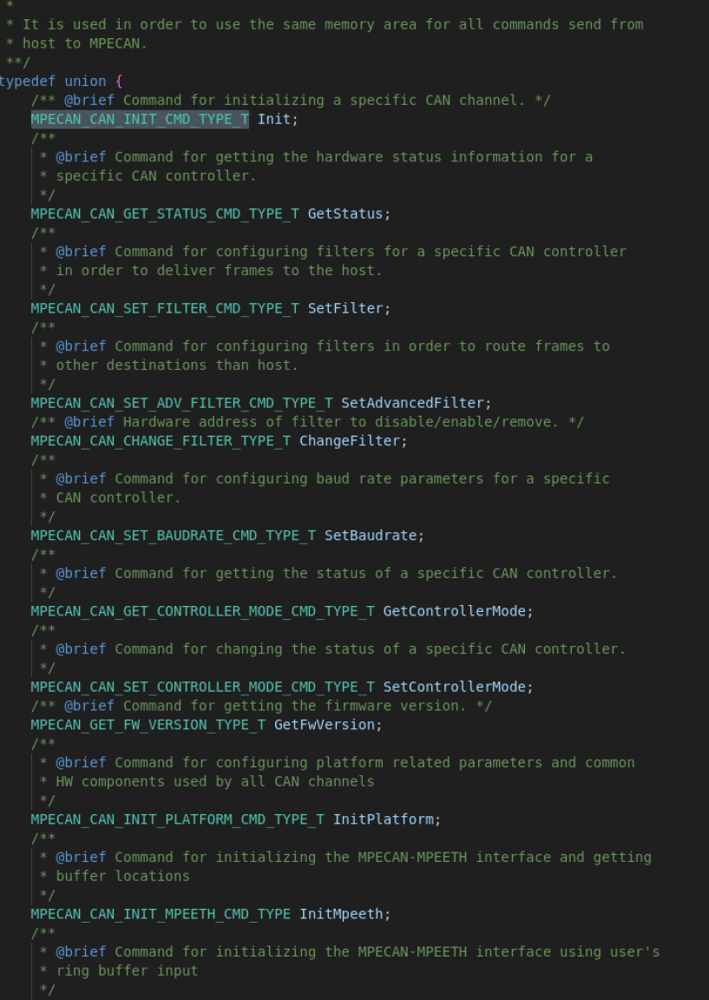 *
* It is used in order to use the same memory area for all commands send from
* host to MPECAN.
**/
typedef union {
/** @brief Command for initializing a specific CAN channel. */
MPECAN_CAN_INIT_CMD_TYPE_T Init;
/**
* @brief Command for getting the hardware status information for a
* specific CAN controller.
*/
MPECAN_CAN_GET_STATUS_CMD_TYPE_T GetStatus;
/**
* @brief Command for configuring filters for a specific CAN controller
* in order to deliver frames to the host.
*/
MPECAN_CAN_SET_FILTER_CMD_TYPE_T SetFilter;
/**
* @brief Command for configuring filters in order to route frames to
* other destinations than host.
*/
MPECAN_CAN_SET_ADV_FILTER_CMD_TYPE_T SetAdvancedFilter;
/** @brief Hardware address of filter to disable/enable/remove. */
MPECAN_CAN_CHANGE_FILTER_TYPE_T ChangeFilter;
/**
* @brief Command for configuring baud rate parameters for a specific
* CAN controller.
*/
MPECAN_CAN_SET_BAUDRATE_CMD_TYPE_T SetBaudrate;
/**
* @brief Command for getting the status of a specific CAN controller.
*/
MPECAN_CAN_GET_CONTROLLER_MODE_CMD_TYPE_T GetControllerMode;
/**
* @brief Command for changing the status of a specific CAN controller.
*/
MPECAN_CAN_SET_CONTROLLER_MODE_CMD_TYPE_T SetControllerMode;
/** @brief Command for getting the firmware version. */
MPECAN_GET_FW_VERSION_TYPE_T GetFwVersion;
/**
* @brief Command for configuring platform related parameters and common
* HW components used by all CAN channels
*/
MPECAN_CAN_INIT_PLATFORM_CMD_TYPE_T InitPlatform;
/**
* @brief Command for initializing the MPECAN-MPEETH interface and getting
* buffer locations
*/
MPECAN_CAN_INIT_MPEETH_CMD_TYPE InitMpeeth;
/**
* @brief Command for initializing the MPECAN-MPEETH interface using user's
* ring buffer input
*/